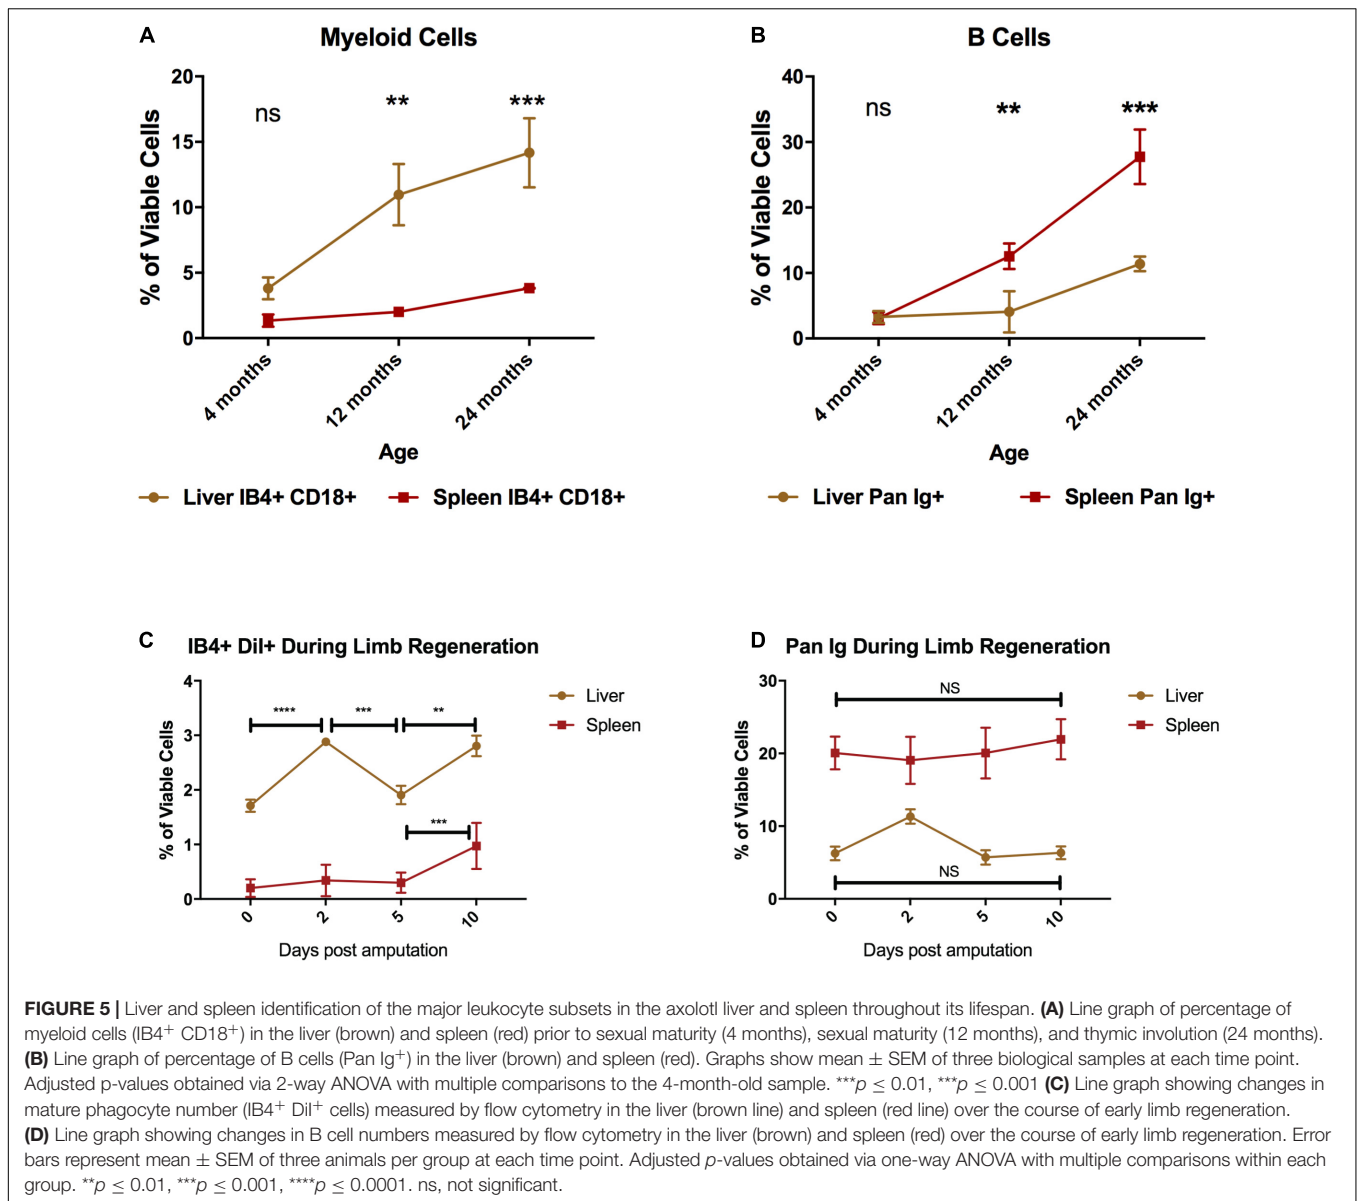 A
Myeloid Cells
% of Viable Cells
20
15
10
5
0
ns
**
***
4 months
12 months
24 months
Age
Liver IB4+ CD18+
Spleen IB4+ CD18+
B
B Cells
% of Viable Cells
40
30
20
10
0
ns
**
***
4 months
12 months
24 months
Age
Liver Pan Ig+
Spleen Pan Ig+
C
IB4+ DiI+ During Limb Regeneration
% of Viable Cells
4
3
2
1
0
****
***
**
***
0
2
5
10
Days post amputation
Liver
Spleen
D
Pan Ig During Limb Regeneration
% of Viable Cells
30
20
10
0
NS
NS
0
2
5
10
Days post amputation
Liver
Spleen
FIGURE 5 | Liver and spleen identification of the major leukocyte subsets in the axolotl liver and spleen throughout its lifespan. (A) Line graph of percentage of
myeloid cells (IB4⁺ CD18⁺) in the liver (brown) and spleen (red) prior to sexual maturity (4 months), sexual maturity (12 months), and thymic involution (24 months).
(B) Line graph of percentage of B cells (Pan Ig⁺) in the liver (brown) and spleen (red). Graphs show mean ± SEM of three biological samples at each time point.
Adjusted p-values obtained via 2-way ANOVA with multiple comparisons to the 4-month-old sample. ***p ≤ 0.01, ***p ≤ 0.001 (C) Line graph showing changes in
mature phagocyte number (IB4⁺ DiI⁺ cells) measured by flow cytometry in the liver (brown line) and spleen (red line) over the course of early limb regeneration.
(D) Line graph showing changes in B cell numbers measured by flow cytometry in the liver (brown) and spleen (red) over the course of early limb regeneration. Error
bars represent mean ± SEM of three animals per group at each time point. Adjusted p-values obtained via one-way ANOVA with multiple comparisons within each
group. **p ≤ 0.01, ***p ≤ 0.001, ****p ≤ 0.0001. ns, not significant.